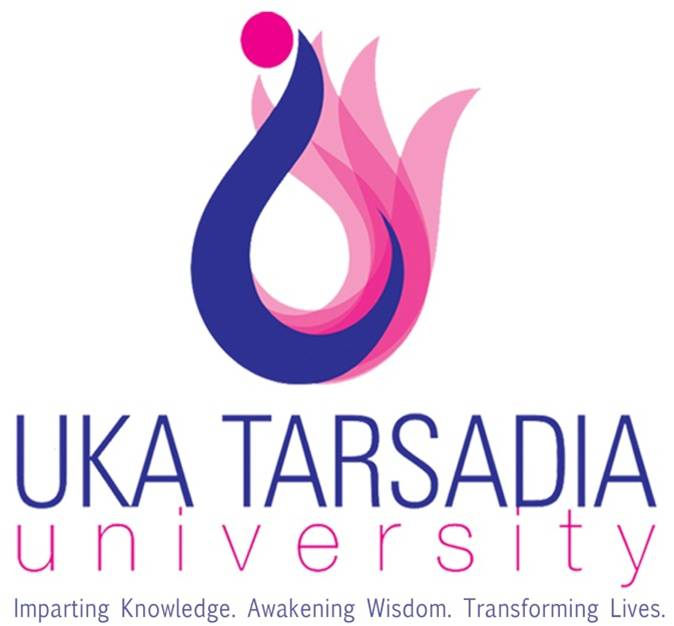 UKA TARSADIA
university
Imparting Knowledge. Awakening Wisdom. Transforming Lives.